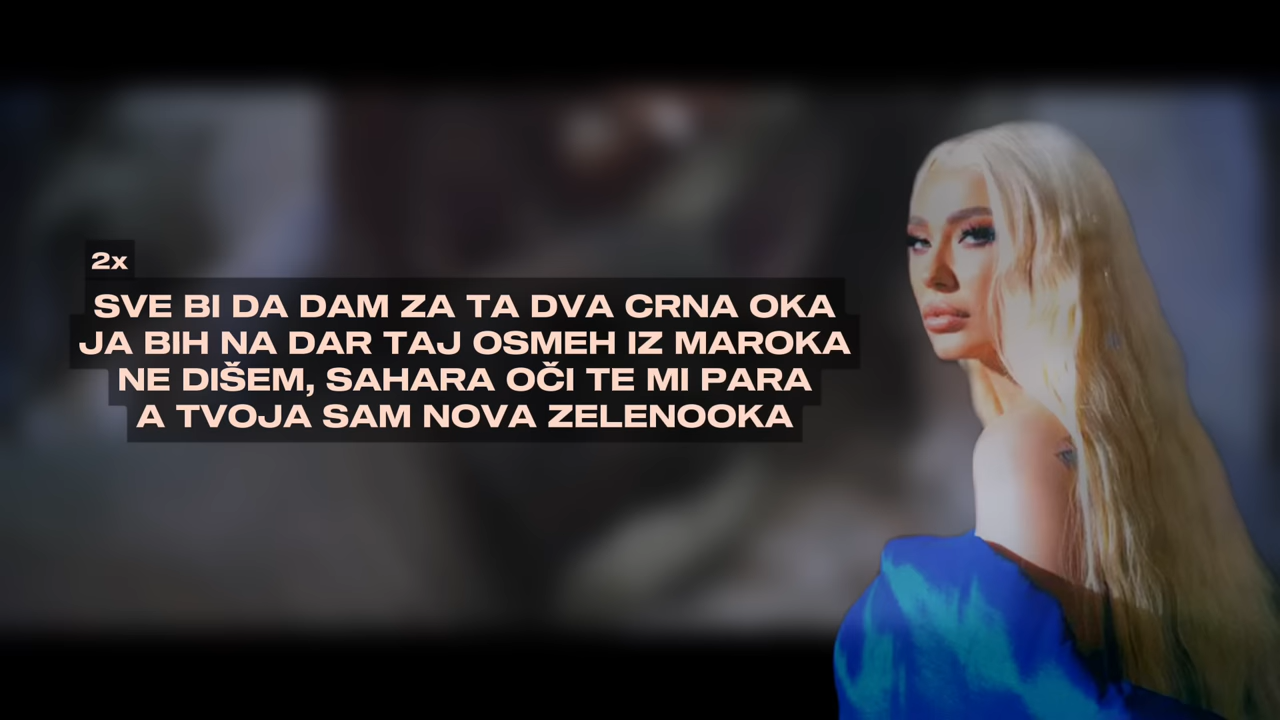 2x
SVE BI DA DAM ZA TA DVA CRNA OKA
JA BIH NA DAR TAJ OSMEH IZ MAROKA
NE DIŠEM, SAHARA OČI TE MI PARA
A TVOJA SAM NOVA ZELENOOKA